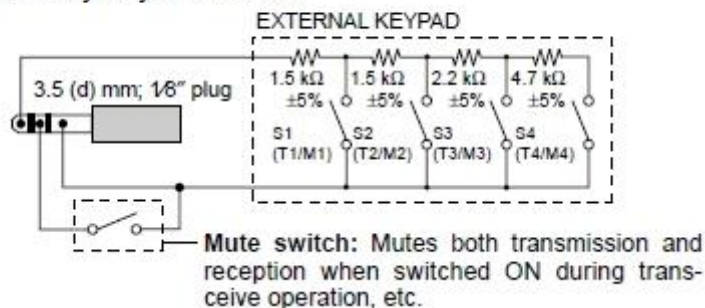 EXTERNAL KEYPAD
3.5 (d) mm; 1⁄8″ plug
1.5 kΩ 1.5 kΩ 2.2 kΩ 4.7 kΩ
±5% ±5% ±5% ±5%
S1 S2 S3 S4
(T1/M1) (T2/M2) (T3/M3) (T4/M4)
Mute switch: Mutes both transmission and
reception when switched ON during trans-
ceive operation, etc.